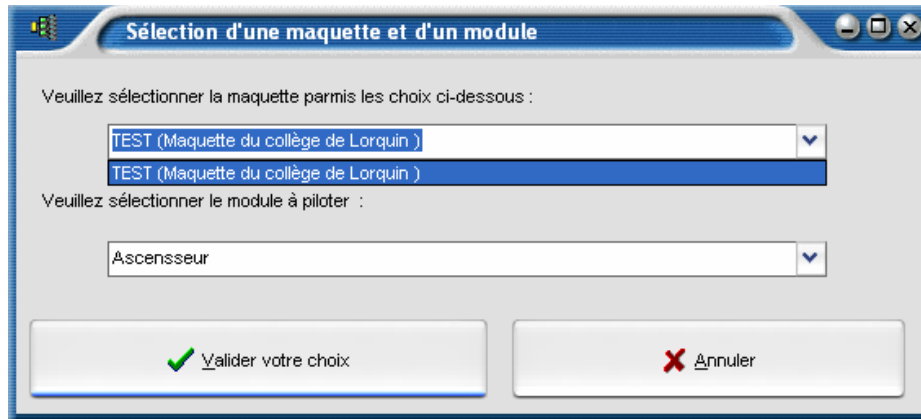 Sélection d'une maquette et d'un module
Veuillez sélectionner la maquette parmis les choix ci-dessous :
TEST (Maquette du collège de Lorquin )
TEST (Maquette du collège de Lorquin )
Veuillez sélectionner le module à piloter :
Ascensseur
Valider votre choix
Annuler